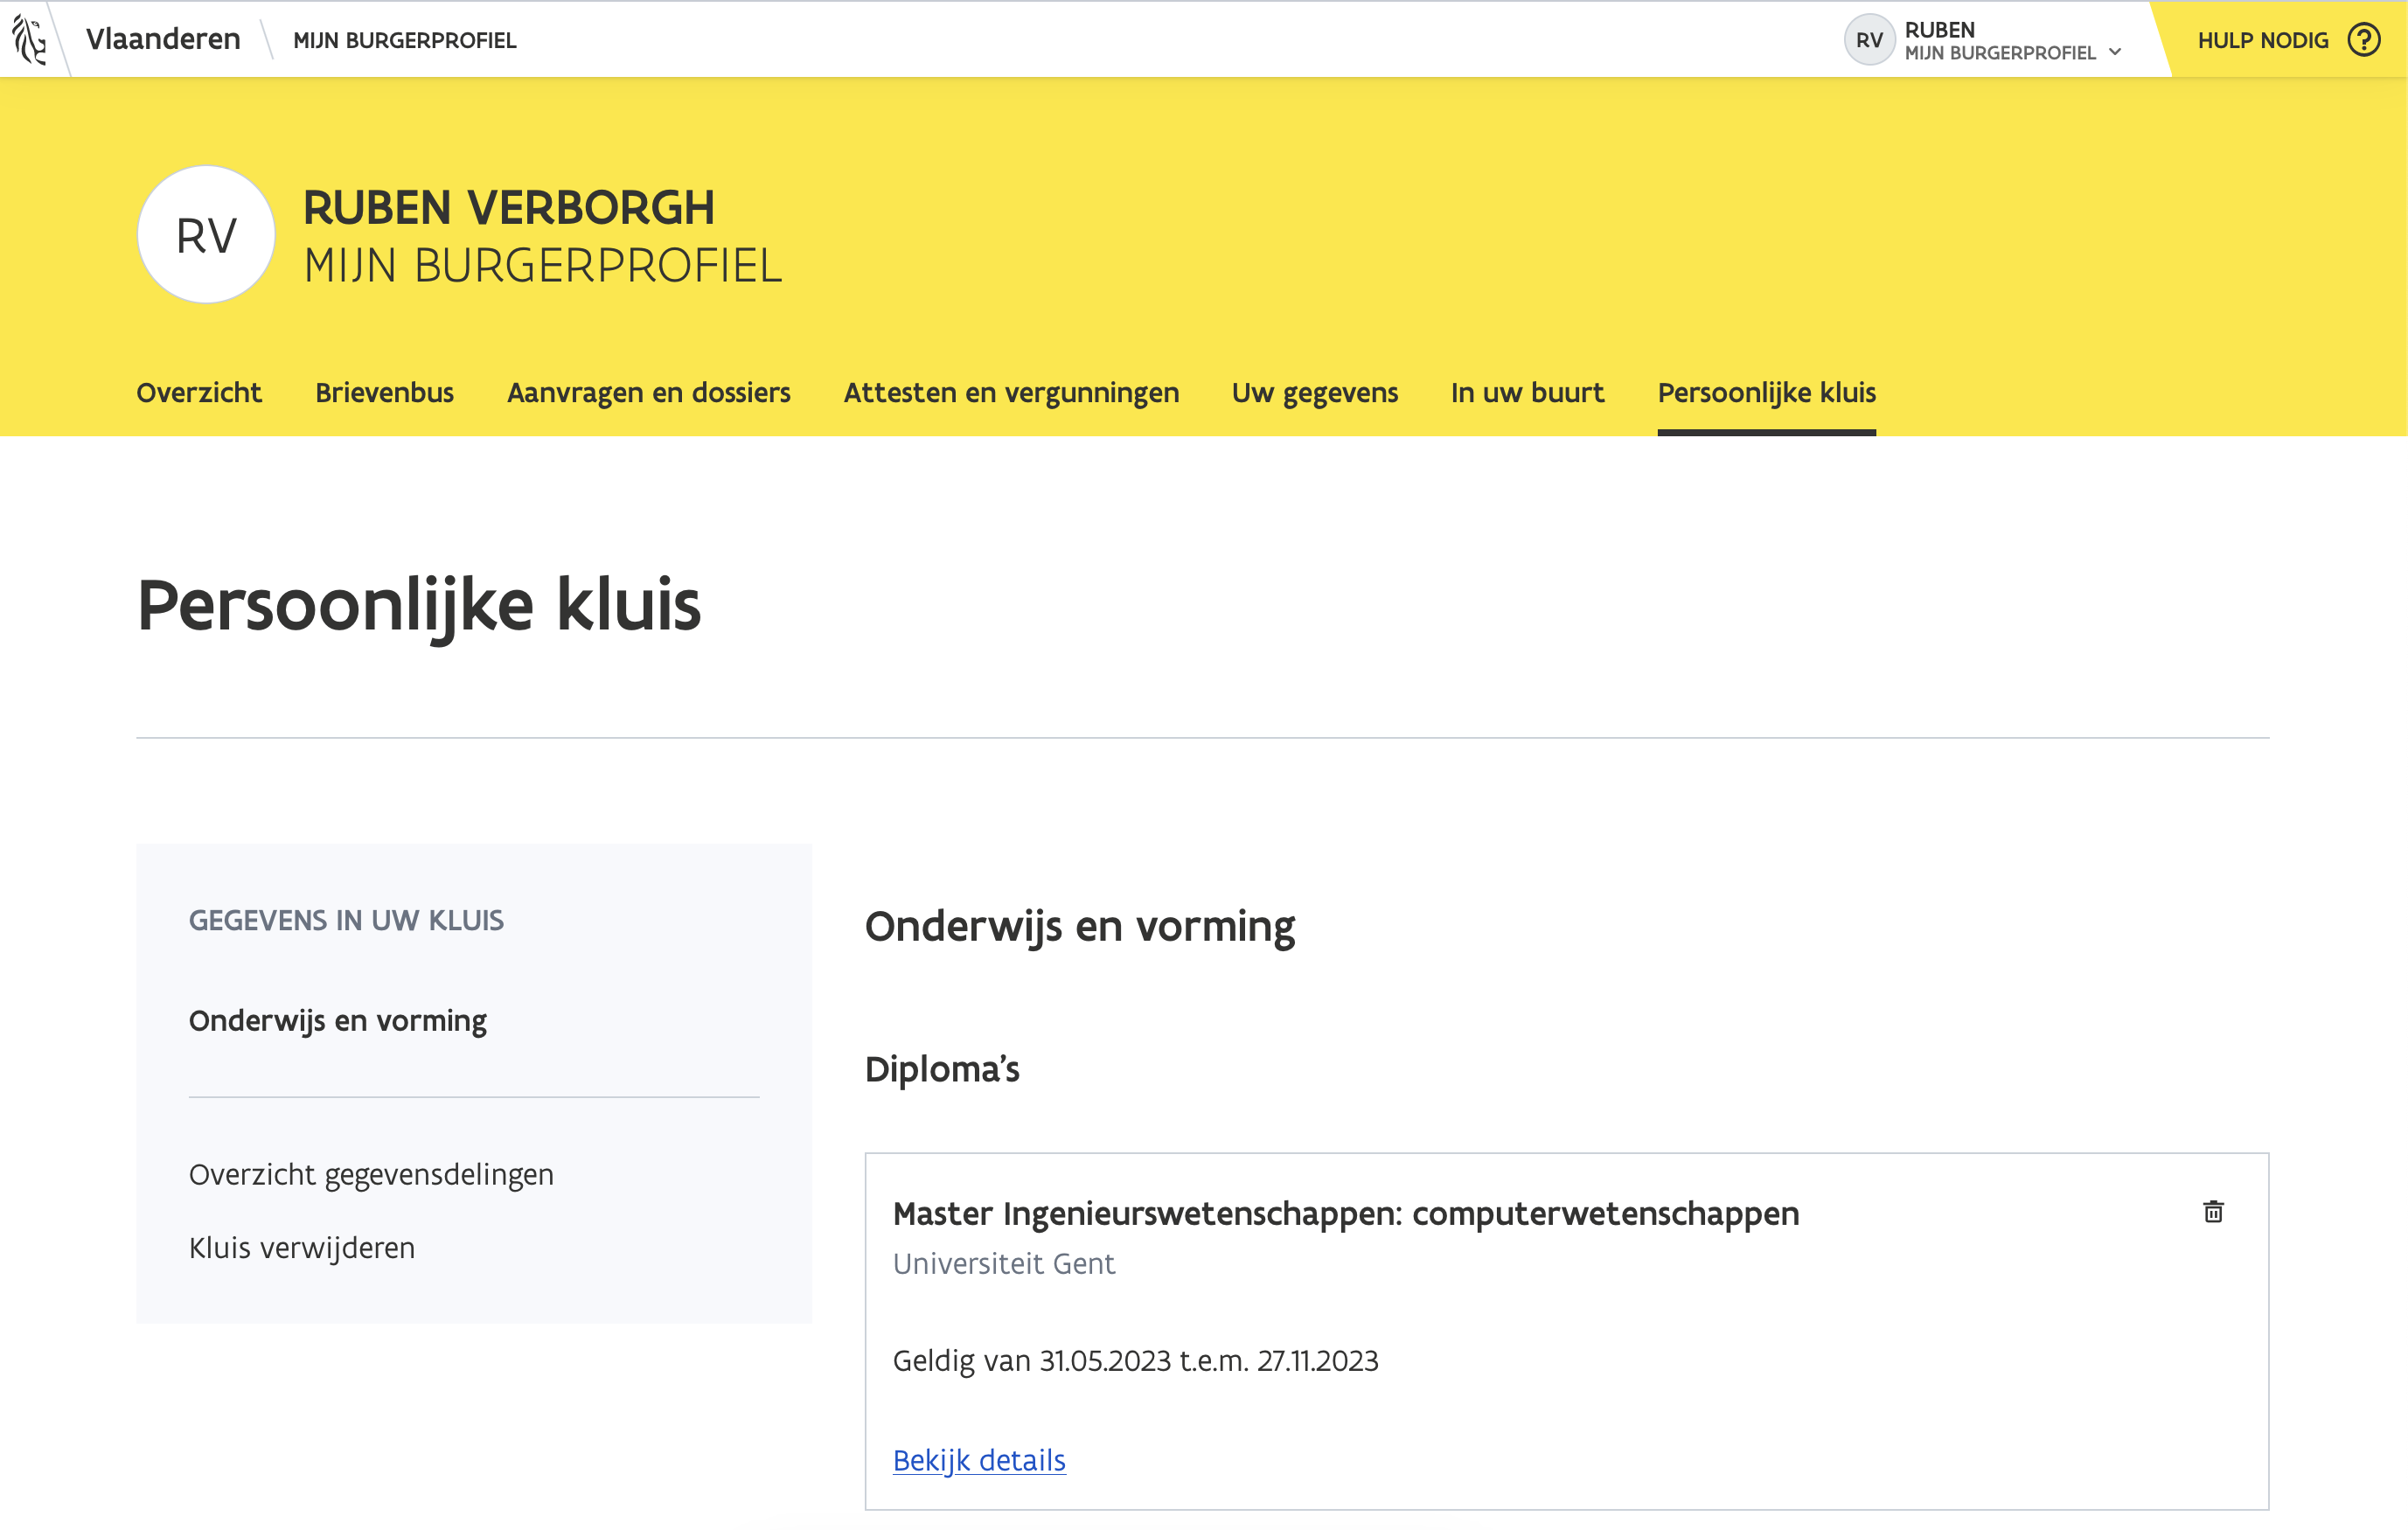 Vlaanderen
MIJN BURGERPROFIEL
RV
RUBEN
MIJN BURGERPROFIEL
HULP NODIG
RV
RUBEN VERBORGH
MIJN BURGERPROFIEL
Overzicht
Brievenbus
Aanvragen en dossiers
Attesten en vergunningen
Uw gegevens
In uw buurt
Persoonlijke kluis
Persoonlijke kluis
GEGEVENS IN UW KLUIS
Onderwijs en vorming
Overzicht gegevensdelingen
Kluis verwijderen
Onderwijs en vorming
Diploma’s
Master Ingenieurswetenschappen: computerwetenschappen
Universiteit Gent
Geldig van 31.05.2023 t.e.m. 27.11.2023
Bekijk details